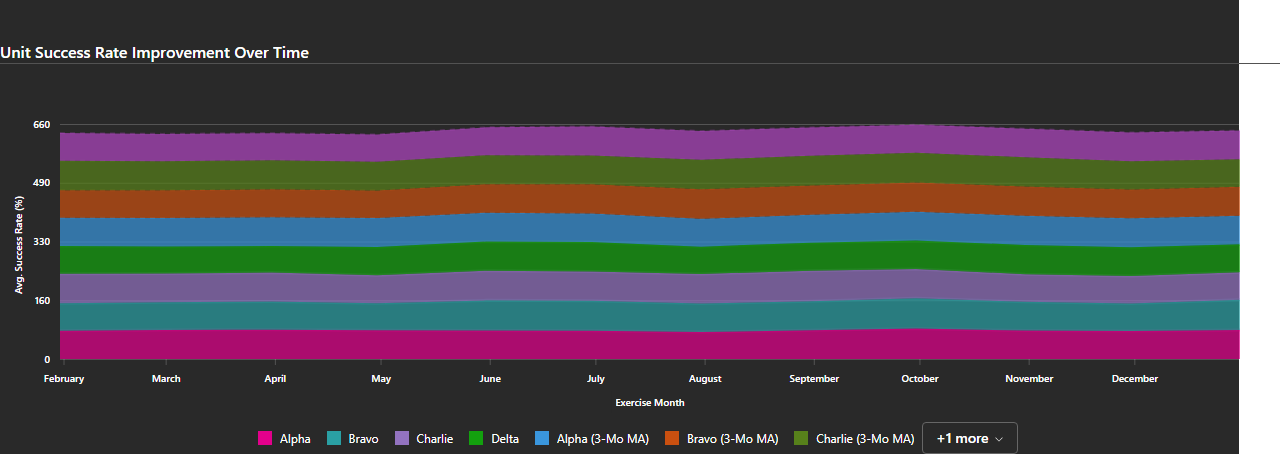 Unit Success Rate Improvement Over Time
660
490
330
160
0
Avg. Success Rate (%)
February March April May June July August September October November December
Exercise Month
Alpha Bravo Charlie Delta Alpha (3-Mo MA) Bravo (3-Mo MA) Charlie (3-Mo MA) +1 more